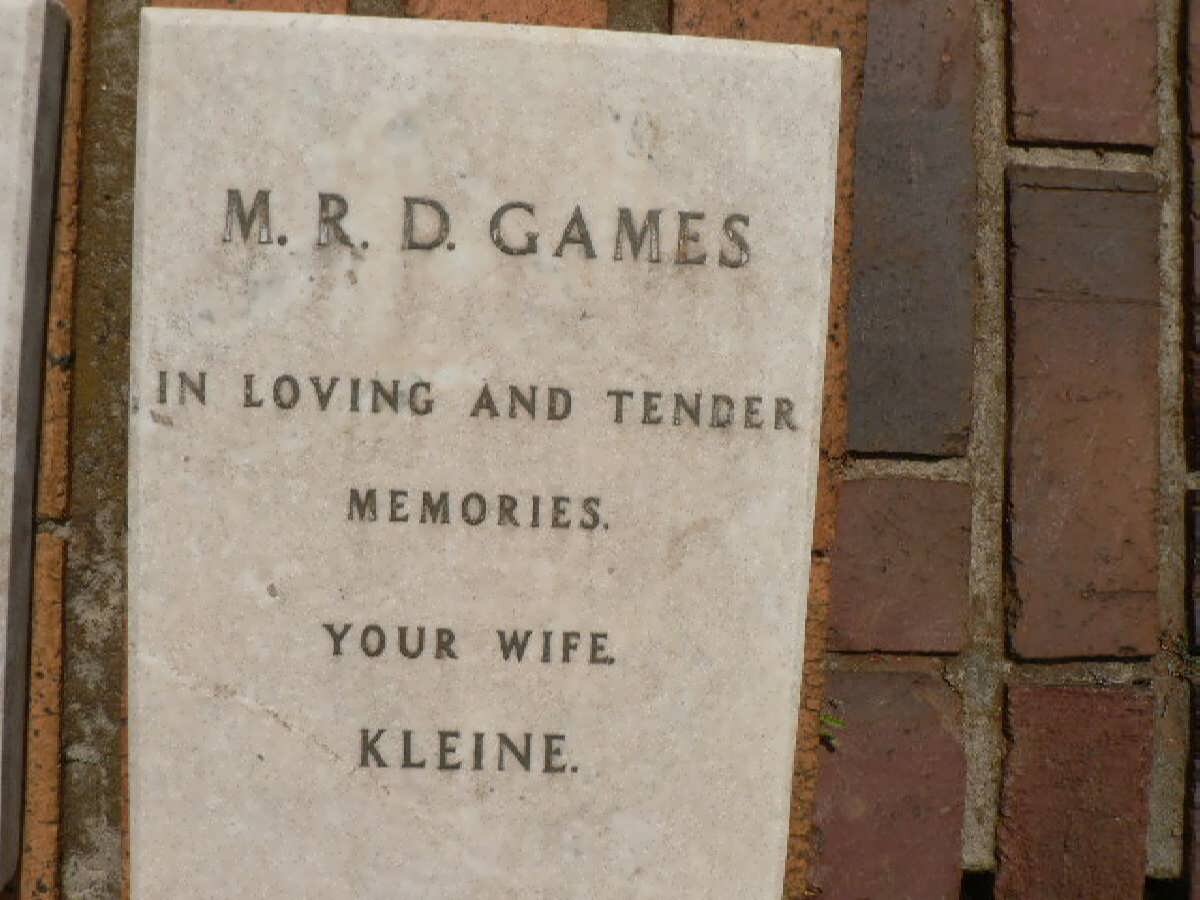 M. R. D. GAMES
IN LOVING AND TENDER
MEMORIES.
YOUR WIFE.
KLEINE.